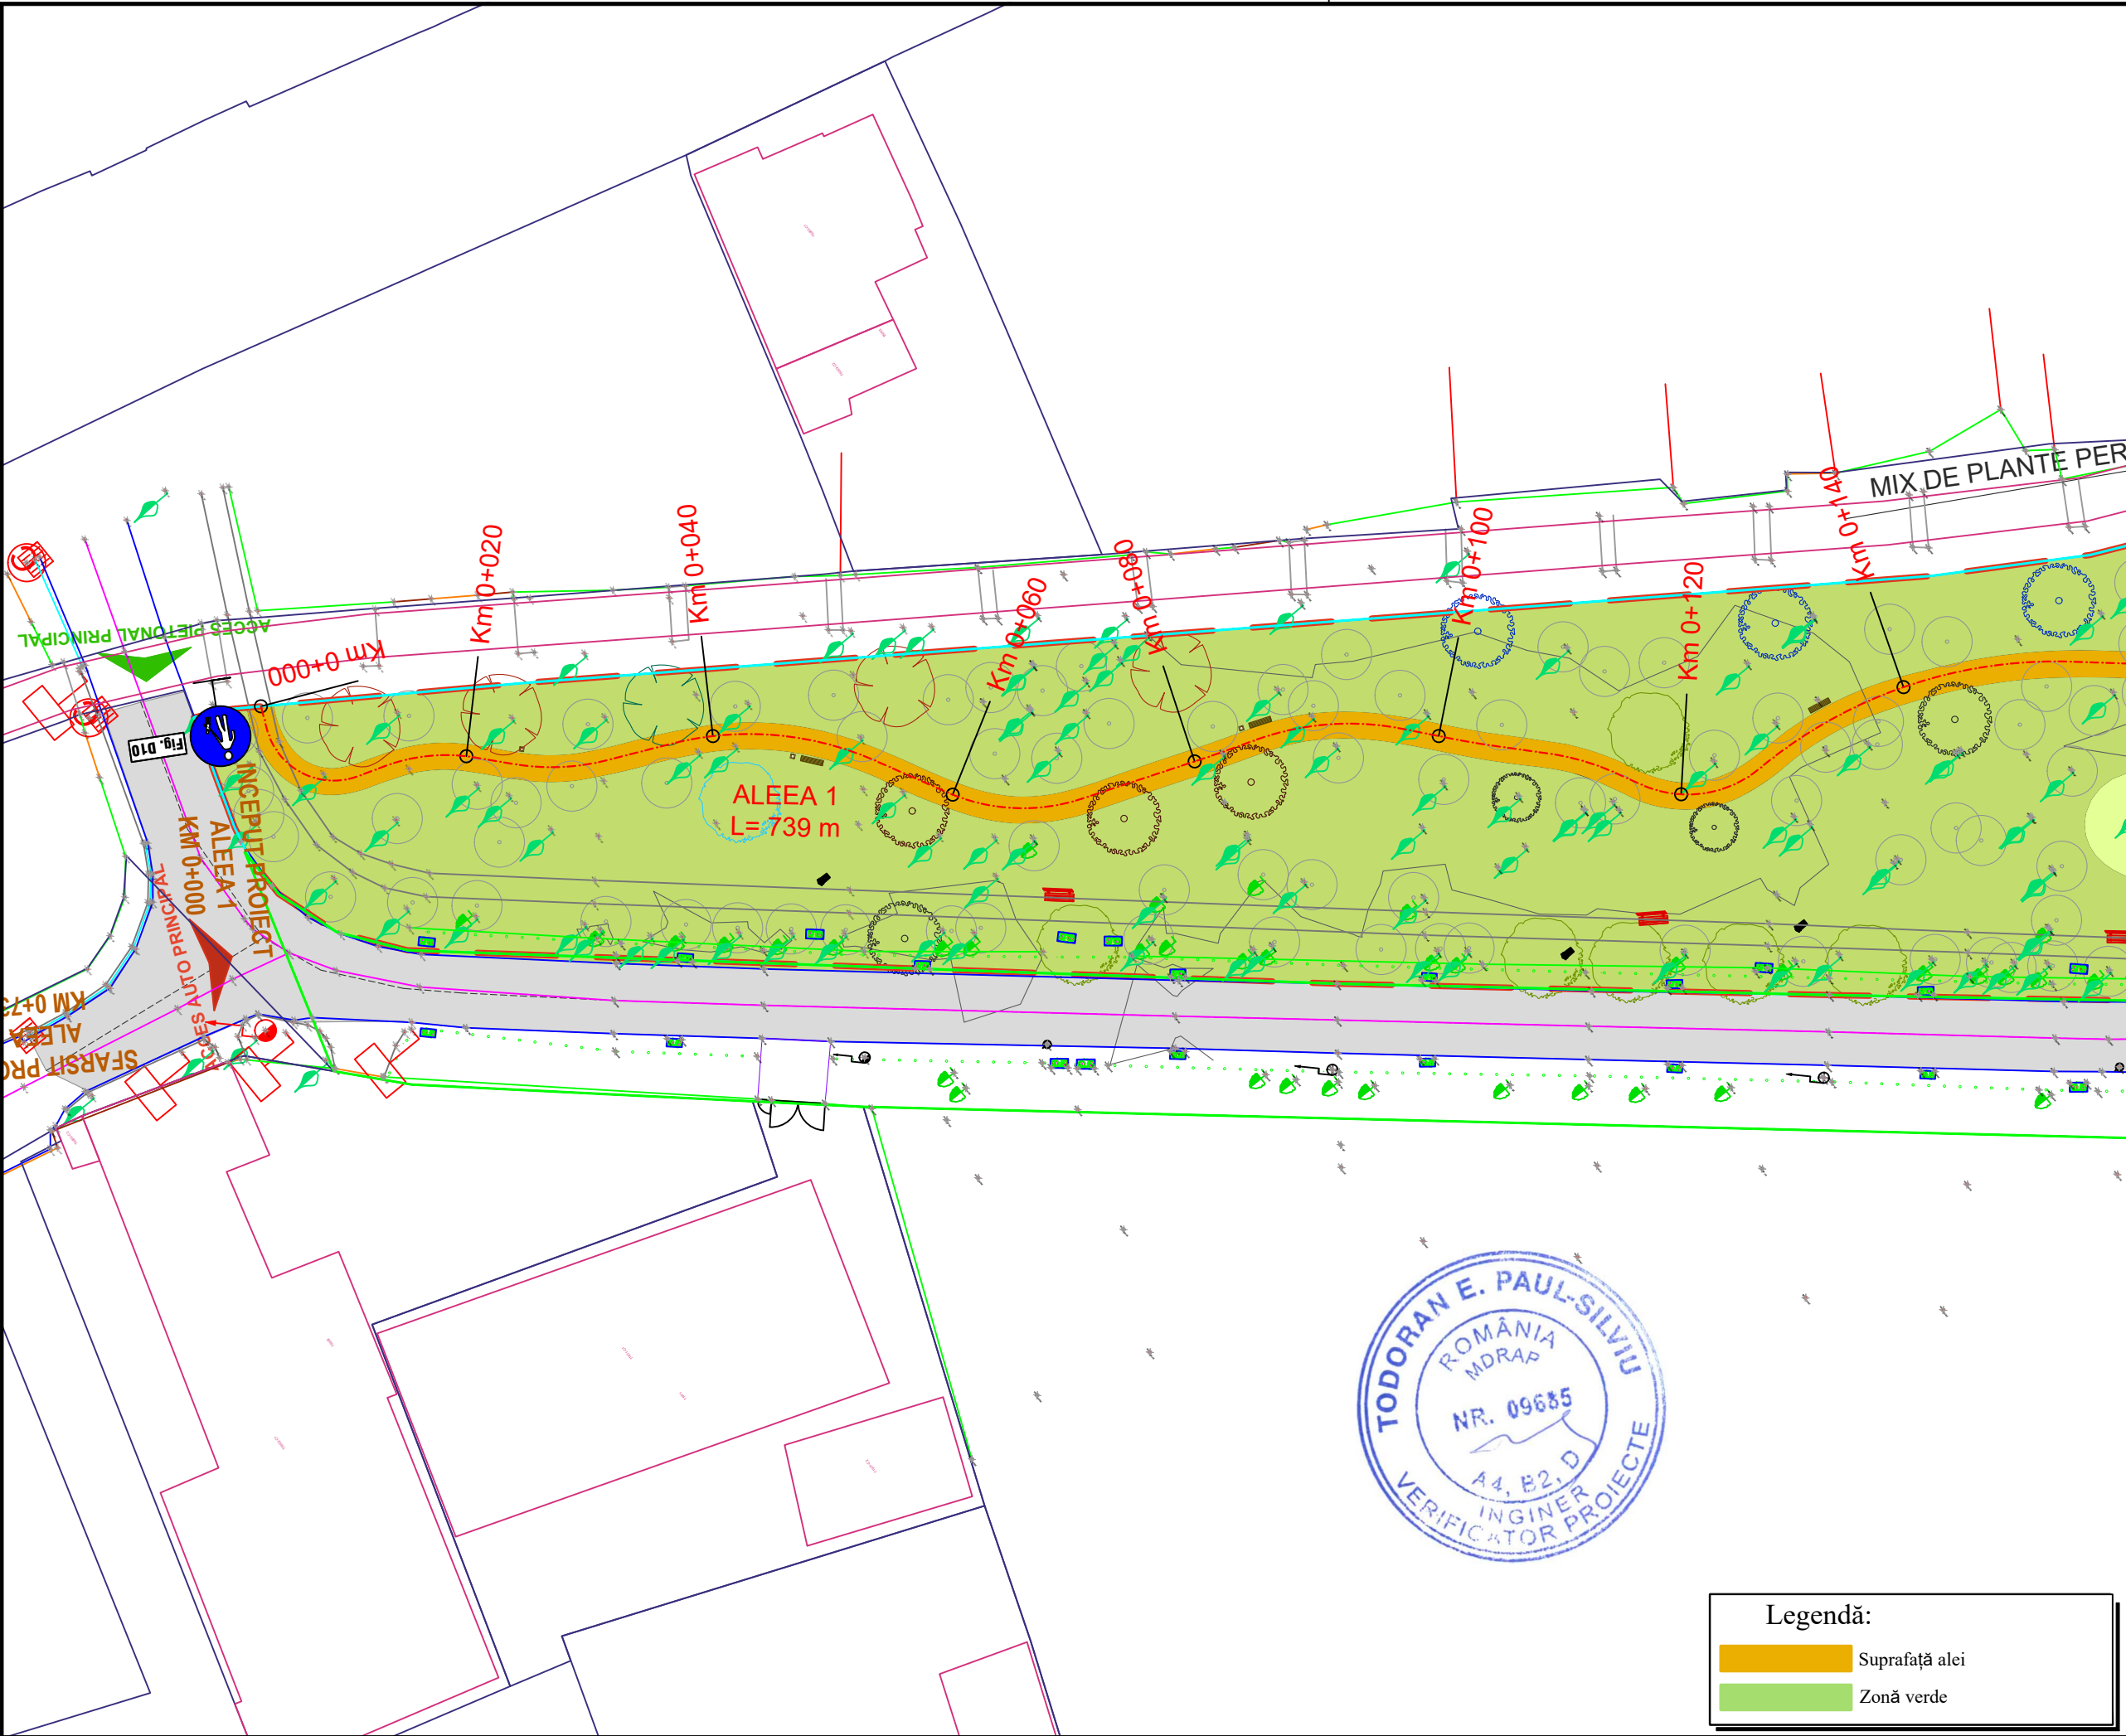 MIX DE PLANTE PER
Km 0+000
Km 0+020
Km 0+040
Km 0+060
Km 0+080
Km 0+100
Km 0+120
Km 0+140
ACCES PIETONAL PRINCIPAL
Fig. D10
INCEPUT PROIECT
ALEEA 1
KM 0+000
ACCES AUTO PRINCIPAL
ALEEA 1
L= 739 m
SFARSIT PRO
ALEEA
KM 0+73
TODORAN E. PAUL-SILVIU
ROMÂNIA
MDRAP
NR. 09685
A4, B2, D
INGINER
VERIFICATOR PROIECTE
Legendă:
Suprafață alei
Zonă verde